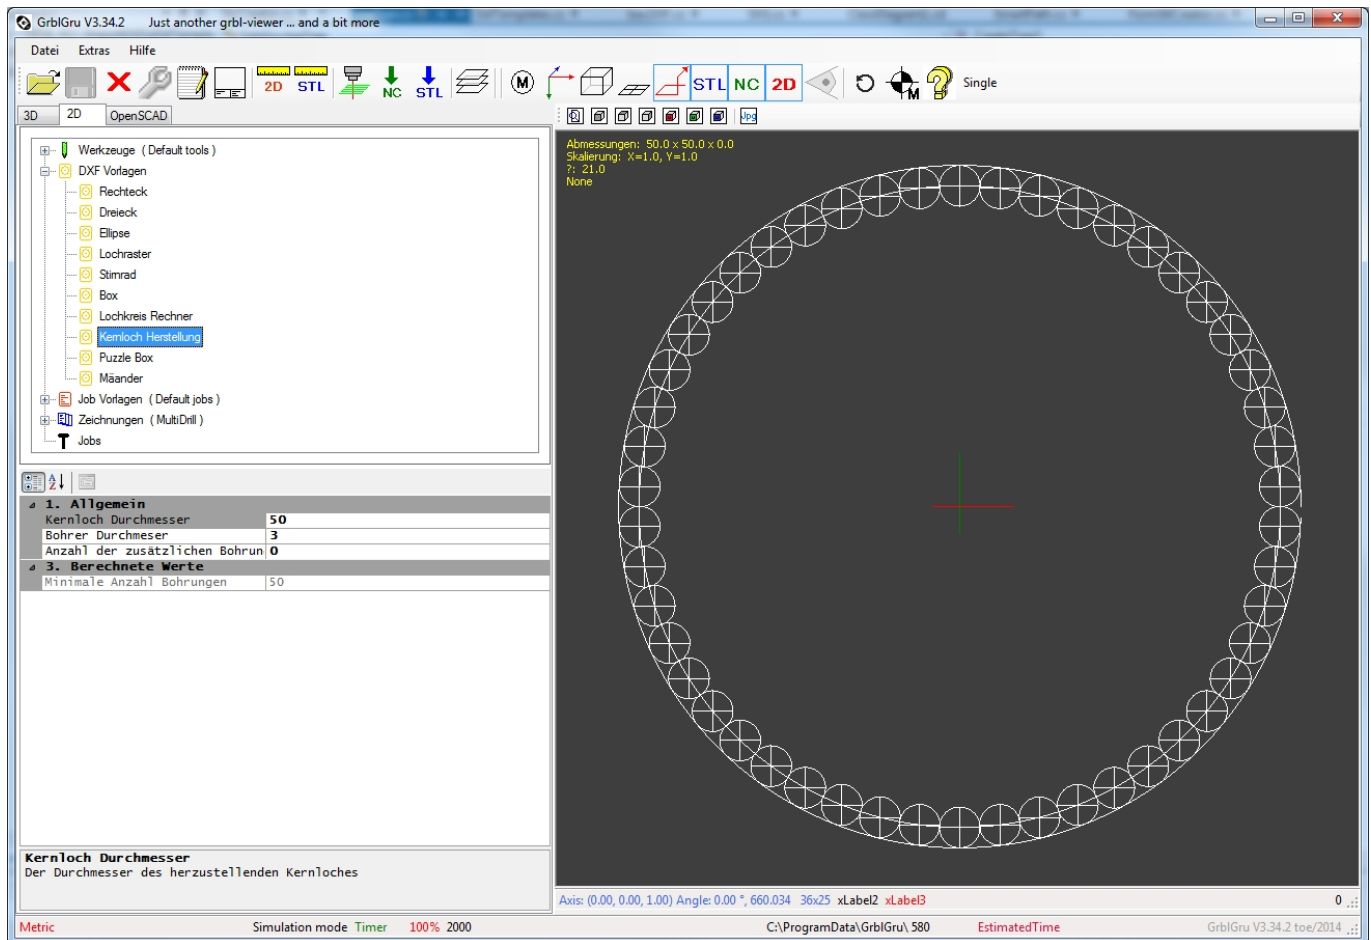 GrblGru V3.34.2 Just another grbl-viewer ... and a bit more
Datei Extras Hilfe
2D STL NC STL M STL NC 2D M Single
3D 2D OpenSCAD
Jpg
Werkzeuge ( Default tools )
DXF Vorlagen
Rechteck
Dreieck
Ellipse
Lochraster
Stirnrad
Box
Lochkreis Rechner
Kernloch Herstellung
Puzzle Box
Mäander
Job Vorlagen ( Default jobs )
Zeichnungen ( MultiDrill )
Jobs
Abmessungen: 50.0 x 50.0 x 0.0
Skalierung: X=1.0, Y=1.0
?: 21.0
None
1. Allgemein
Kernloch Durchmesser 50
Bohrer Durchmeser 3
Anzahl der zusätzlichen Bohrun 0
3. Berechnete Werte
Minimale Anzahl Bohrungen 50
Kernloch Durchmesser
Der Durchmesser des herzustellenden Kernloches
Axis: (0.00, 0.00, 1.00) Angle: 0.00 °, 660.034 36x25 xLabel2 xLabel3 0
Metric Simulation mode Timer 100% 2000 C:\ProgramData\GrblGru\ 580 EstimatedTime GrblGru V3.34.2 toe/2014